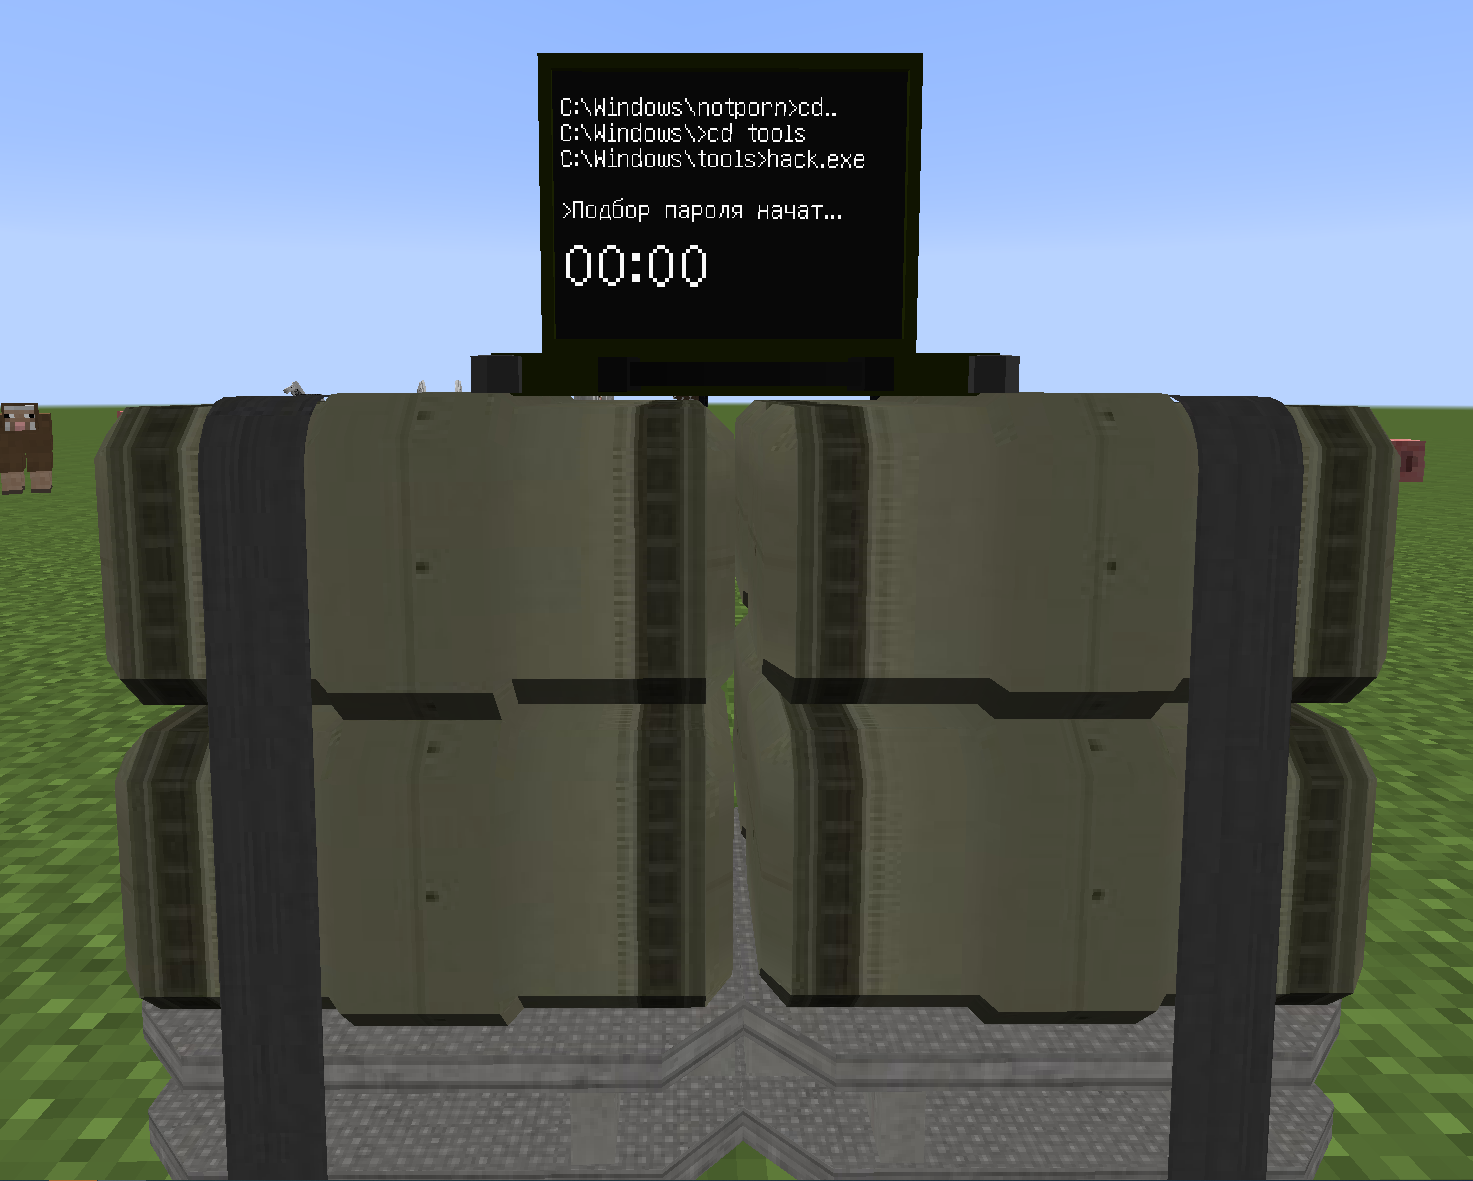 C:\Windows\notporn>cd..
C:\Windows\>cd tools
C:\Windows\tools>hack.exe
>Подбор пароля начат...
00:00